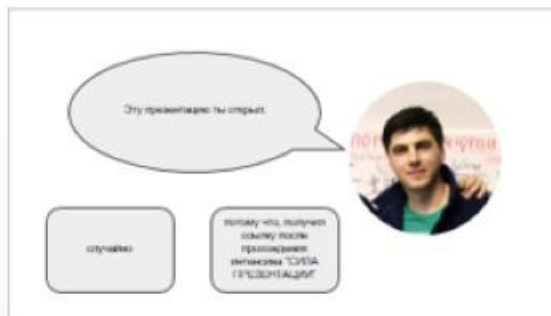 Эту презентацию ты открыл:
случайно
потому что, получил
ссылку после
прохождения
интенсива "СИЛА
ПРЕЗЕНТАЦИИ"